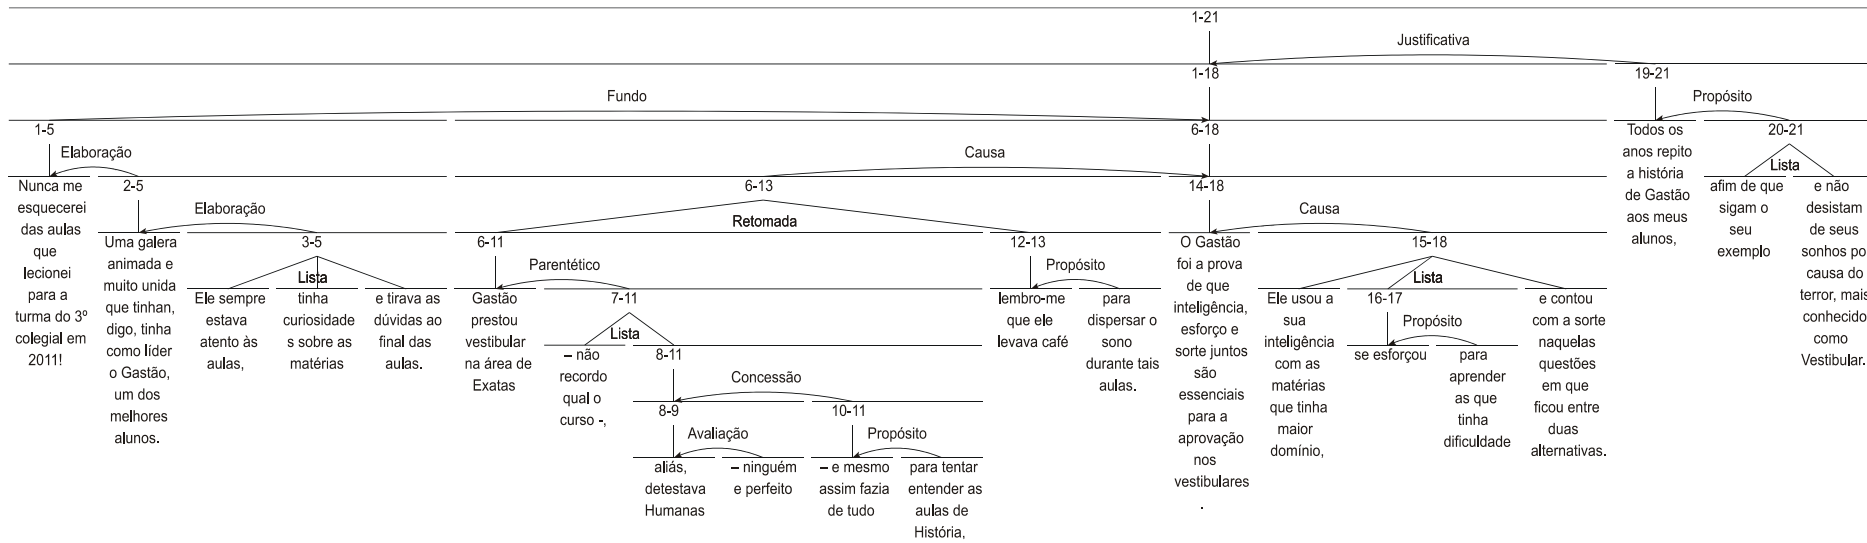 1-21
Justificativa
1-18
19-21
Fundo
Propósito
1-5
6-18
Todos os
anos repito
a história
de Gastão
aos meus
alunos,
20-21
Lista
afim de que
sigam o
seu
exemplo
e não
desistam
de seus
sonhos por
causa do
terror, mais
conhecido
como
Vestibular.
Elaboração
Causa
Nunca me
esquecerei
das aulas
que
lecionei
para a
turma do 3º
colegial em
2011!
2-5
6-13
14-18
Elaboração
Retomada
Causa
Uma galera
animada e
muito unida
que tinhan,
digo, tinha
como líder
o Gastão,
um dos
melhores
alunos.
3-5
Lista
Ele sempre
estava
atento às
aulas,
tinha
curiosidade
s sobre as
matérias
e tirava as
dúvidas ao
final das
aulas.
6-11
Parentético
Gastão
prestou
vestibular
na área de
Exatas
7-11
Lista
– não
recordo
qual o
curso -,
8-11
Concessão
8-9
10-11
Avaliação
Propósito
aliás,
detestava
Humanas
– ninguém
e perfeito
– e mesmo
assim fazia
de tudo
para tentar
entender as
aulas de
História,
12-13
Propósito
lembro-me
que ele
levava café
para
dispersar o
sono
durante tais
aulas.
O Gastão
foi a prova
de que
inteligência,
esforço e
sorte juntos
são
essenciais
para a
aprovação
nos
vestibulares
.
15-18
Lista
Ele usou a
sua
inteligência
com as
matérias
que tinha
maior
domínio,
16-17
Propósito
se esforçou
para
aprender
as que
tinha
dificuldade
e contou
com a sorte
naquelas
questões
em que
ficou entre
duas
alternativas.